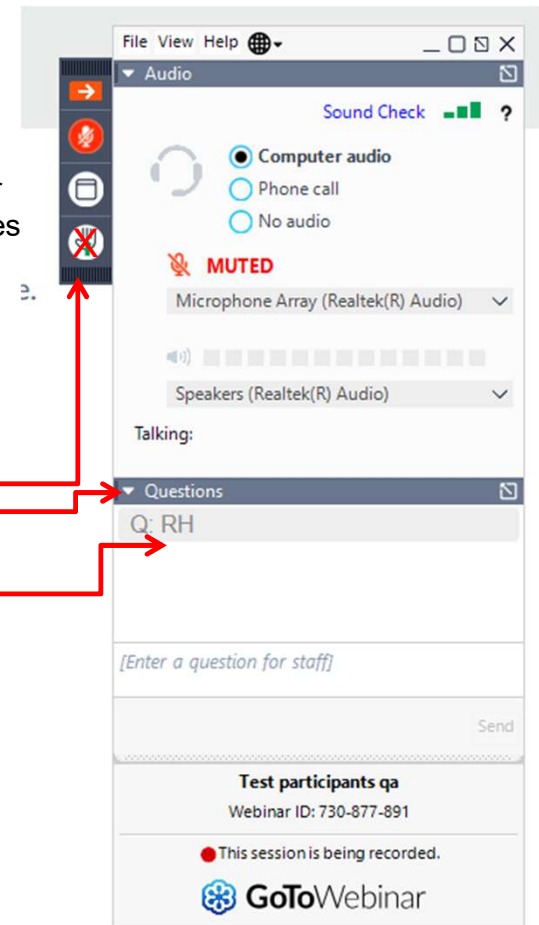 File View Help
Audio
Sound Check ?
Computer audio
Phone call
No audio
es
MUTED
e.
Microphone Array (Realtek(R) Audio)
Speakers (Realtek(R) Audio)
Talking:
Questions
Q: RH
[Enter a question for staff]
Send
Test participants qa
Webinar ID: 730-877-891
This session is being recorded.
GoToWebinar